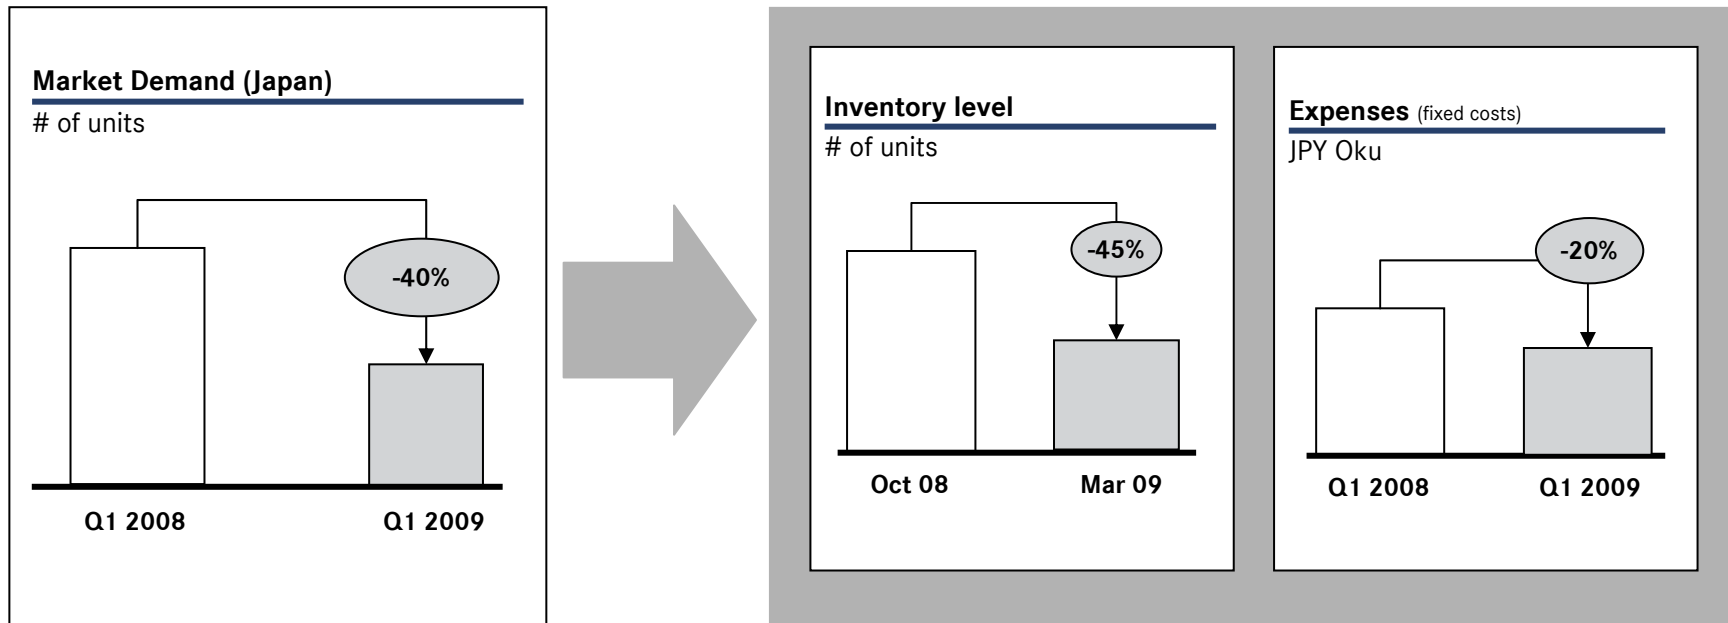 Market Demand (Japan)
# of units
-40%
Q1 2008 Q1 2009
Inventory level
# of units
-45%
Oct 08 Mar 09
Expenses (fixed costs)
JPY Oku
-20%
Q1 2008 Q1 2009